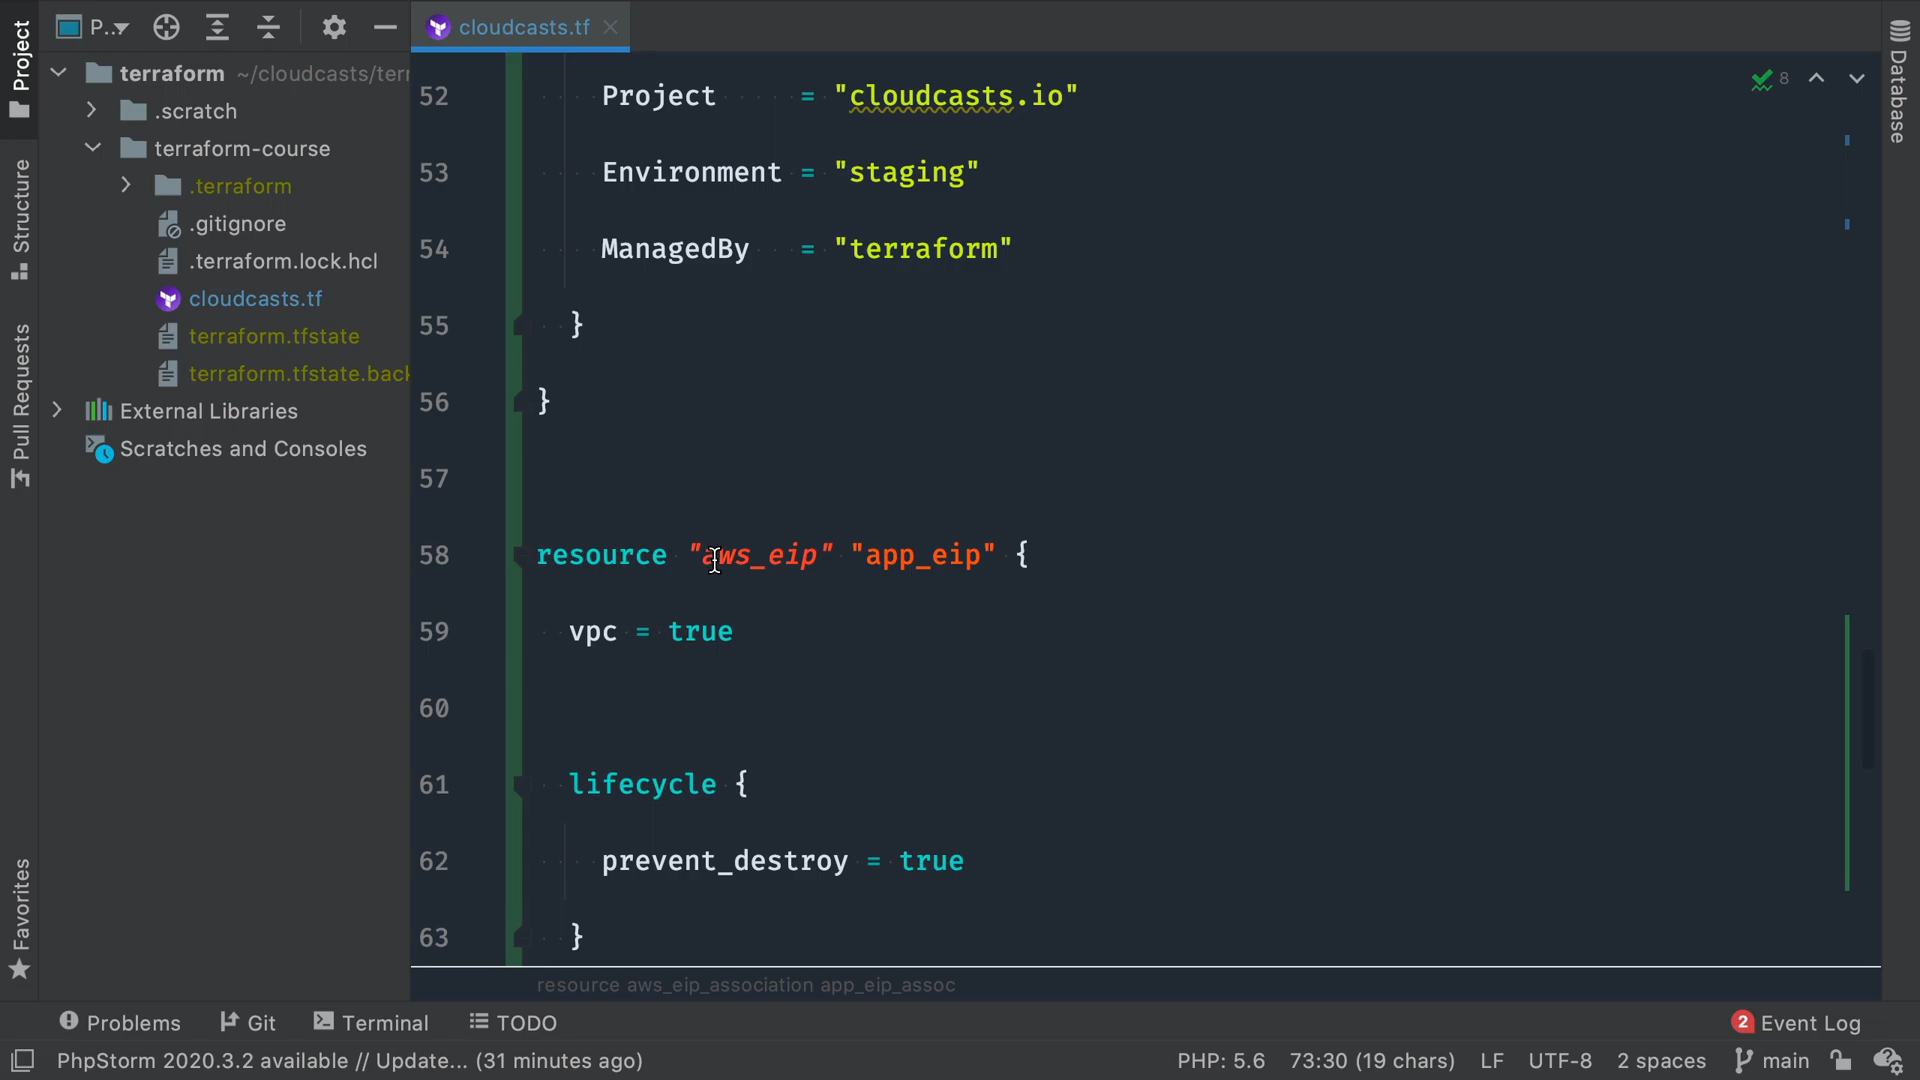 Project
Structure
Pull Requests
Favorites
P..
terraform ~/cloudcasts/terr
.scratch
terraform-course
.terraform
.gitignore
.terraform.lock.hcl
cloudcasts.tf
terraform.tfstate
terraform.tfstate.back
External Libraries
Scratches and Consoles
cloudcasts.tf
8
52 Project = "cloudcasts.io"
53 Environment = "staging"
54 ManagedBy = "terraform"
55 }
56 }
57
58 resource "aws_eip" "app_eip" {
59 vpc = true
60
61 lifecycle {
62 prevent_destroy = true
63 }
resource aws_eip_association app_eip_assoc
Database
Problems Git Terminal TODO 2 Event Log
PhpStorm 2020.3.2 available // Update... (31 minutes ago) PHP: 5.6 73:30 (19 chars) LF UTF-8 2 spaces main